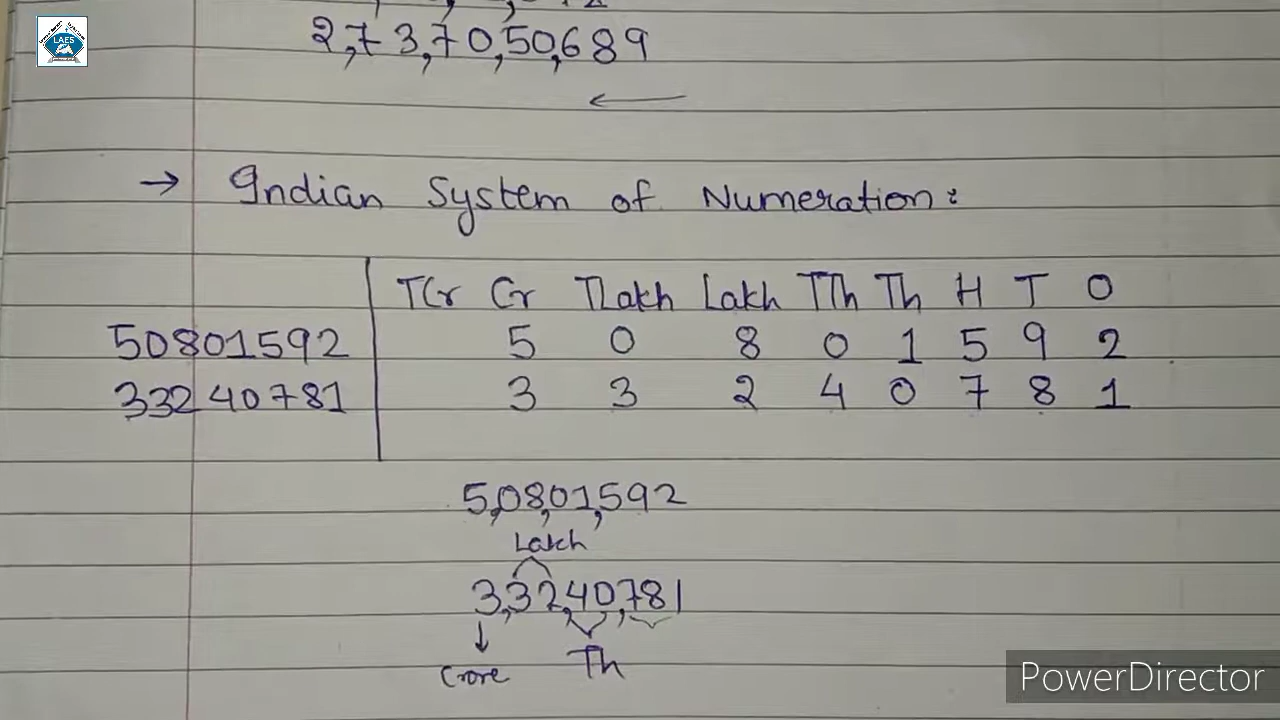 LAES
2,73,70,50,689
←
→ Indian System of Numeration:
TCr Cr TLakh Lakh TTh Th H T O
50801592 5 0 8 0 1 5 9 2
33240781 3 3 2 4 0 7 8 1
5,08,01,592
Lakh
3,32,40,781
↓
Crore Th
PowerDirector